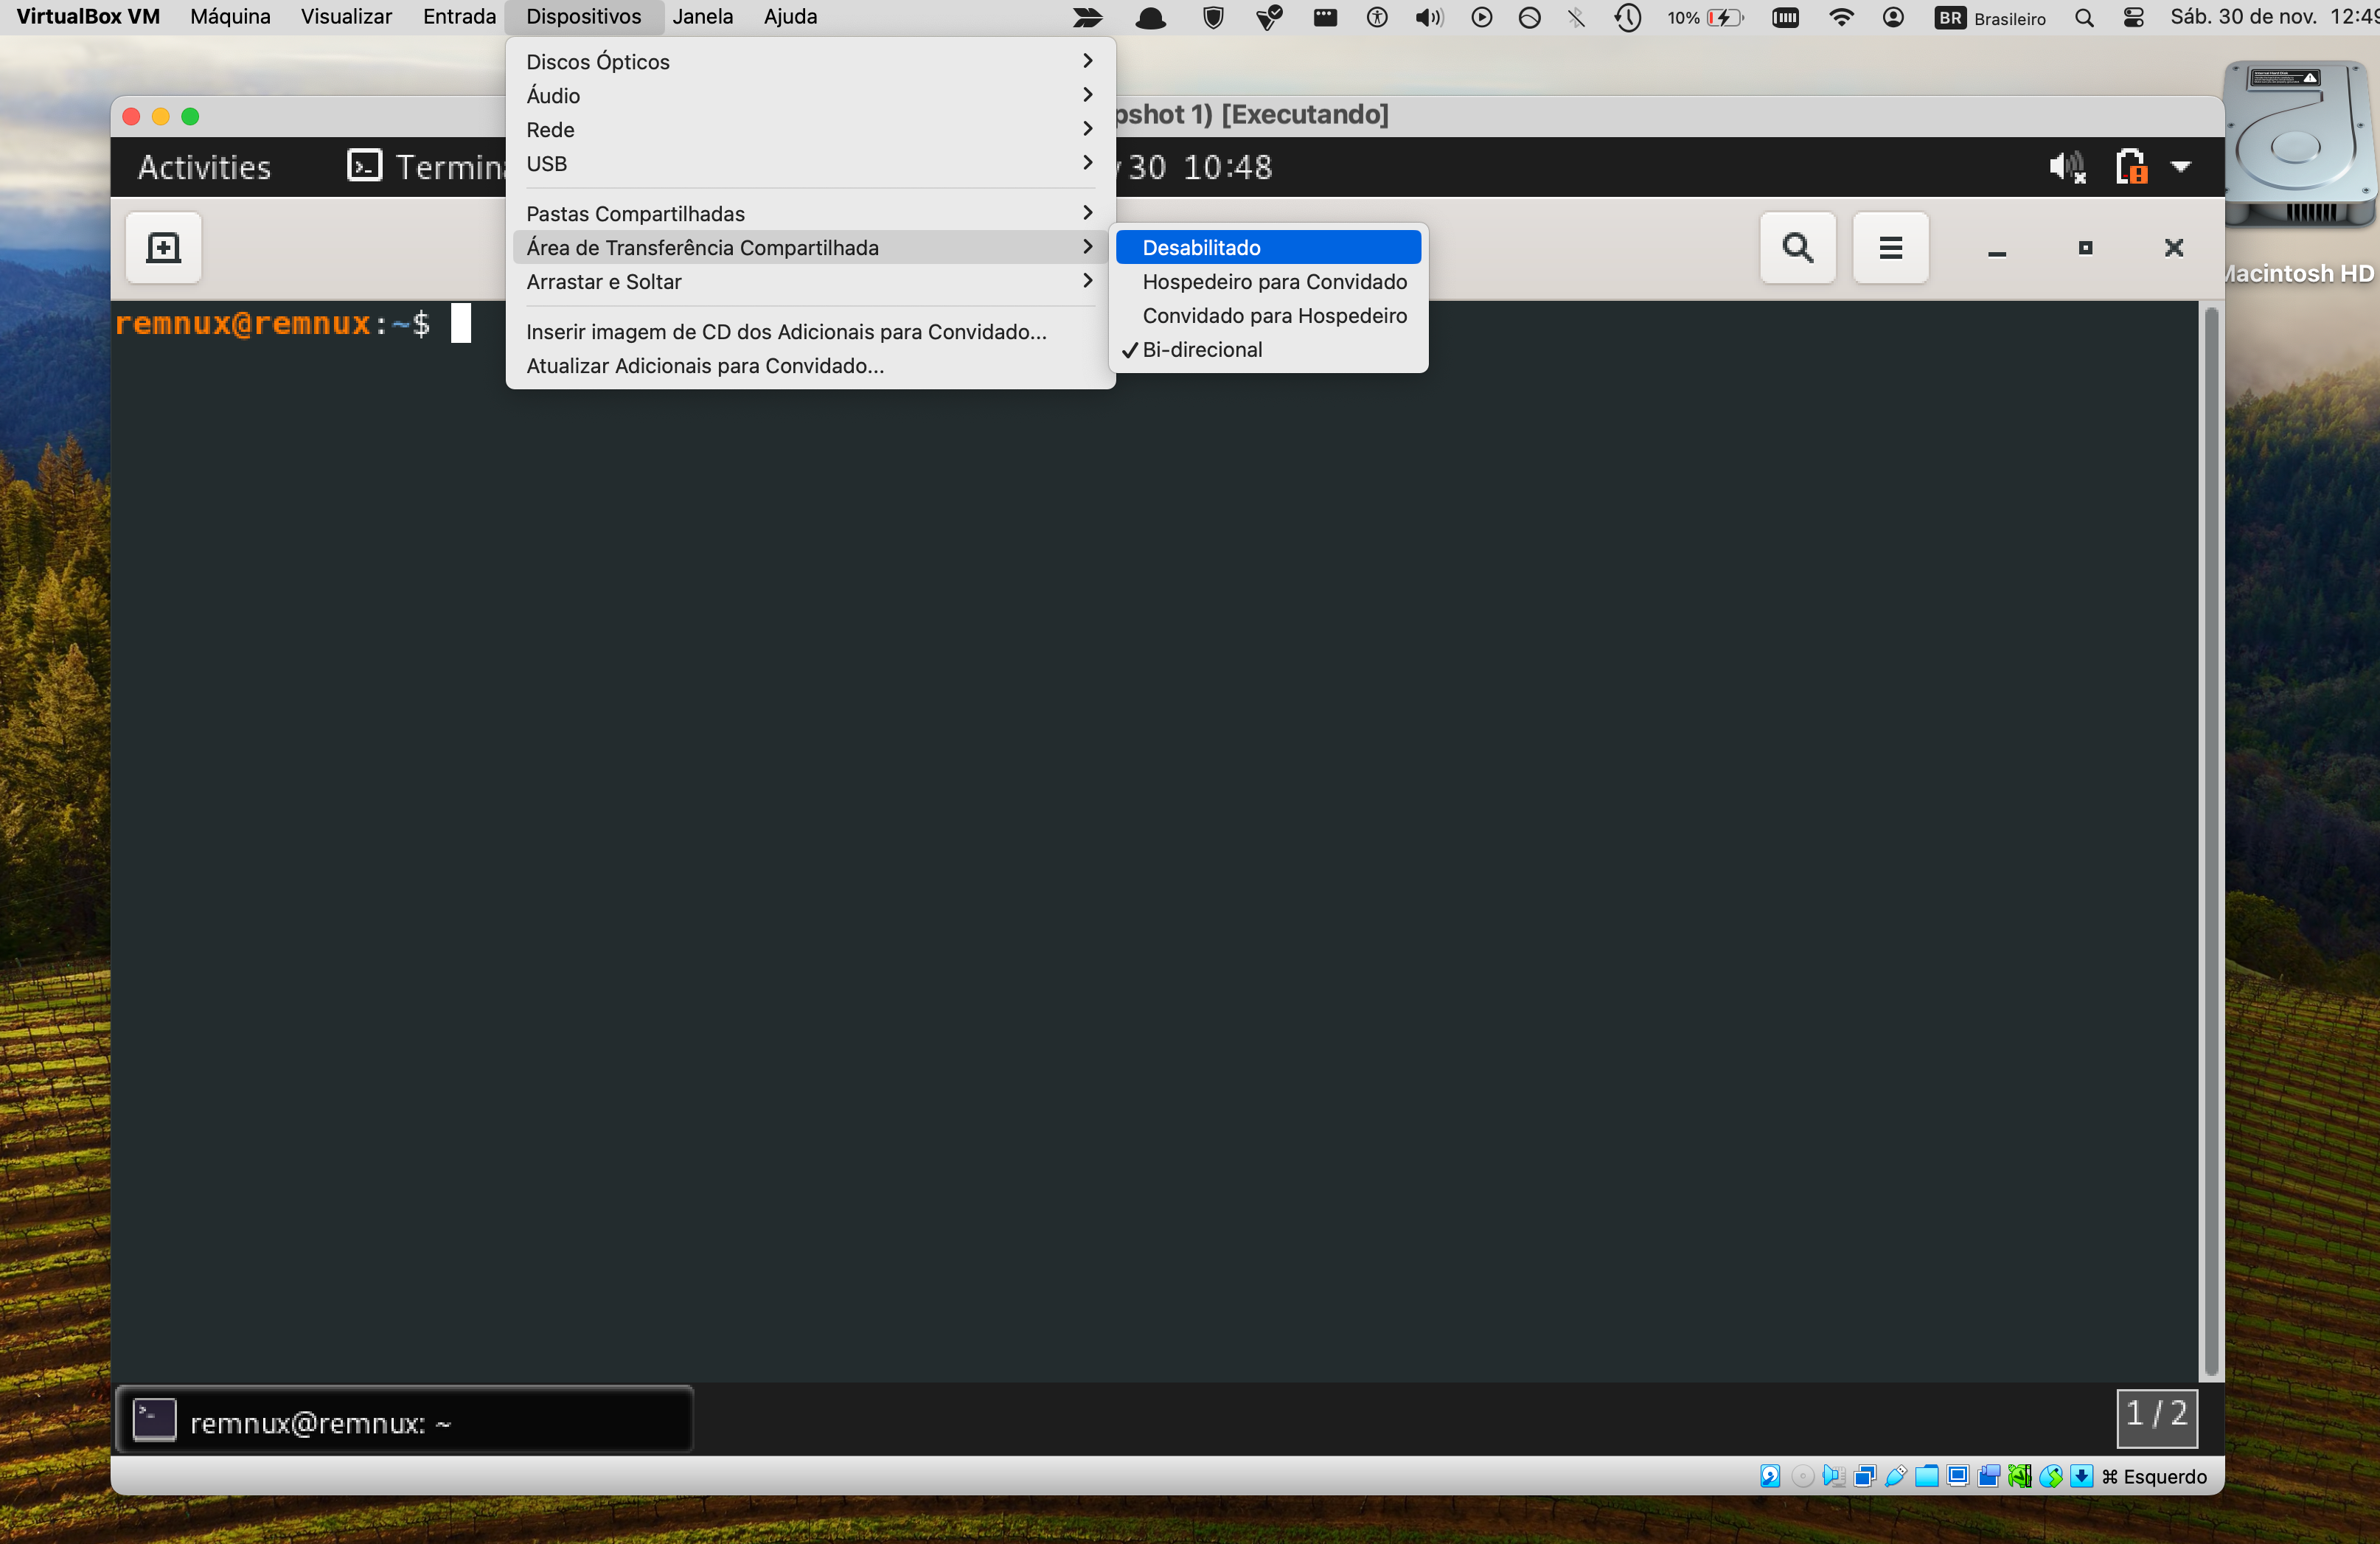 VirtualBox VM Máquina Visualizar Entrada Dispositivos Janela Ajuda 10% BR Brasileiro Sáb. 30 de nov. 12:49
Discos Ópticos
Áudio
Rede
USB
Pastas Compartilhadas
Área de Transferência Compartilhada
Arrastar e Soltar
Inserir imagem de CD dos Adicionais para Convidado...
Atualizar Adicionais para Convidado...
Desabilitado
Hospedeiro para Convidado
Convidado para Hospedeiro
Bi-direcional
pshot 1) [Executando]
Activities Termina 30 10:48
Macintosh HD
remnux@remnux:~$
remnux@remnux: ~
1 / 2
⌘ Esquerdo